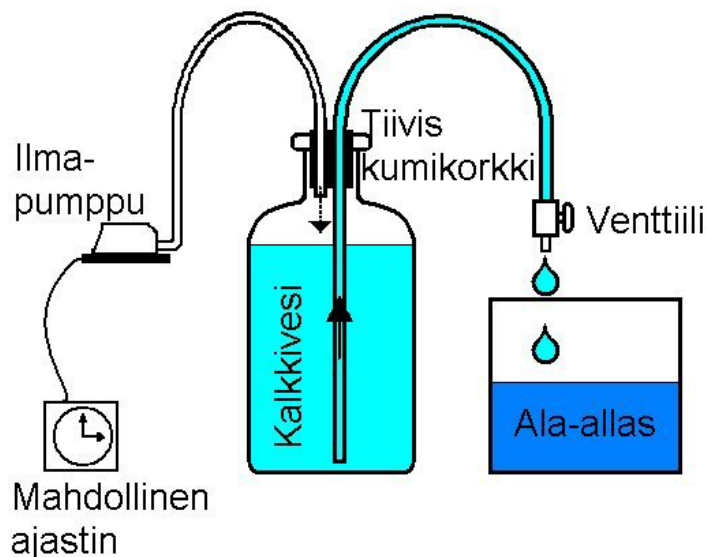 Ilma-
pumppu
Tiivis
kumikorkki
Venttiili
Kalkkivesi
Ala-allas
Mahdollinen
ajastin